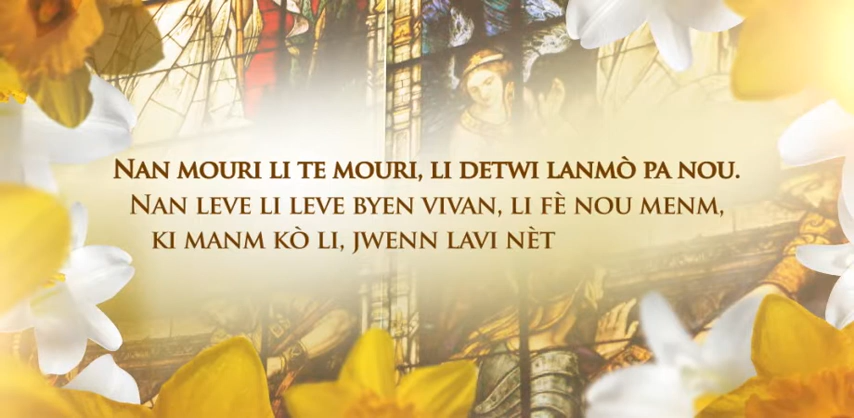 Nan mouri li te mouri, li detwi lanmò pa nou.
Nan leve li leve byen vivan, li fè nou menm,
ki manm kò li, jwenn lavi nèt